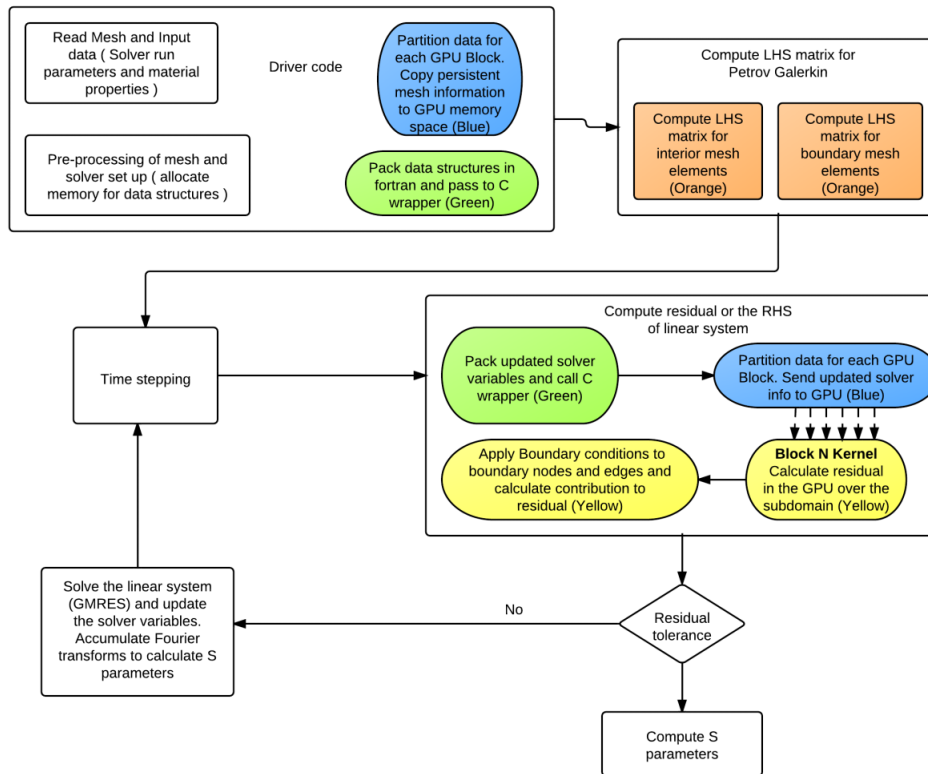 Read Mesh and Input
data ( Solver run
parameters and material
properties )
Driver code
Partition data for
each GPU Block.
Copy persistent
mesh information
to GPU memory
space (Blue)
Pre-processing of mesh and
solver set up ( allocate
memory for data structures )
Pack data structures in
fortran and pass to C
wrapper (Green)
Compute LHS matrix for
Petrov Galerkin
Compute LHS
matrix for
interior mesh
elements
(Orange)
Compute LHS
matrix for
boundary mesh
elements
(Orange)
Time stepping
Compute residual or the RHS
of linear system
Pack updated solver
variables and call C
wrapper (Green)
Partition data for each GPU
Block. Send updated solver
info to GPU (Blue)
Apply Boundary conditions to
boundary nodes and edges and
calculate contribution to
residual (Yellow)
Block N Kernel
Calculate residual
in the GPU over the
subdomain (Yellow)
Solve the linear system
(GMRES) and update
the solver variables.
Accumulate Fourier
transforms to calculate S
parameters
No
Residual
tolerance
Compute S
parameters